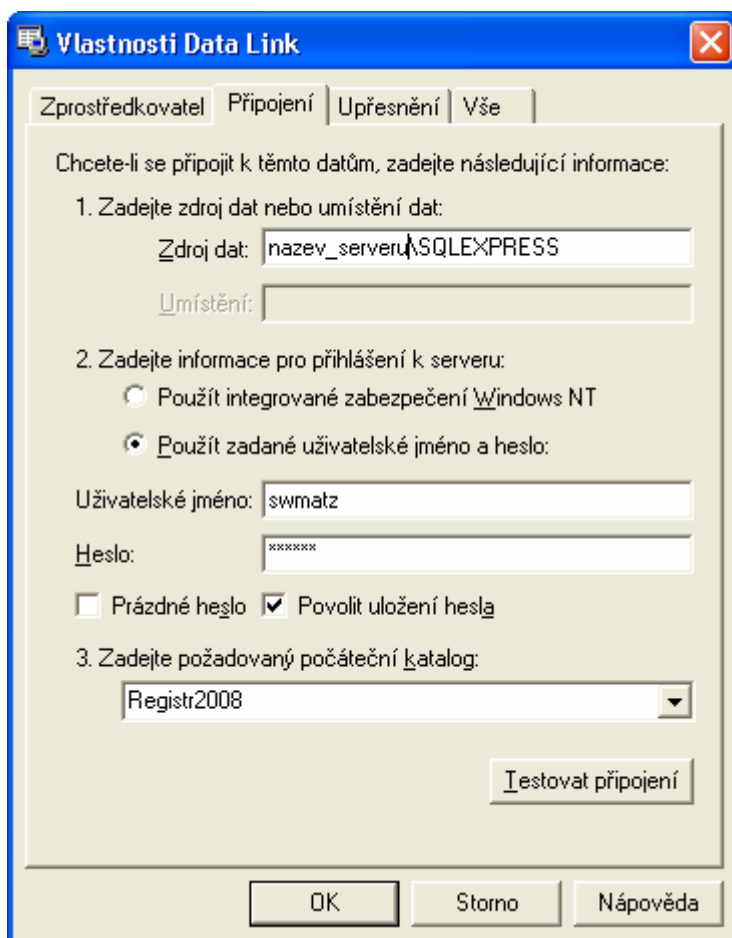 Vlastnosti Data Link
Zprostředkovatel Připojení Upřesnění Vše
Chcete-li se připojit k těmto datům, zadejte následující informace:
1. Zadejte zdroj dat nebo umístění dat:
Zdroj dat: nazev_serveru\SQLEXPRESS
Umístění:
2. Zadejte informace pro přihlášení k serveru:
Použít integrované zabezpečení Windows NT
Použít zadané uživatelské jméno a heslo:
Uživatelské jméno: swmatz
Heslo: ××××××
Prázdné heslo Povolit uložení hesla
3. Zadejte požadovaný počáteční katalog:
Registr2008
Testovat připojení
OK Storno Nápověda